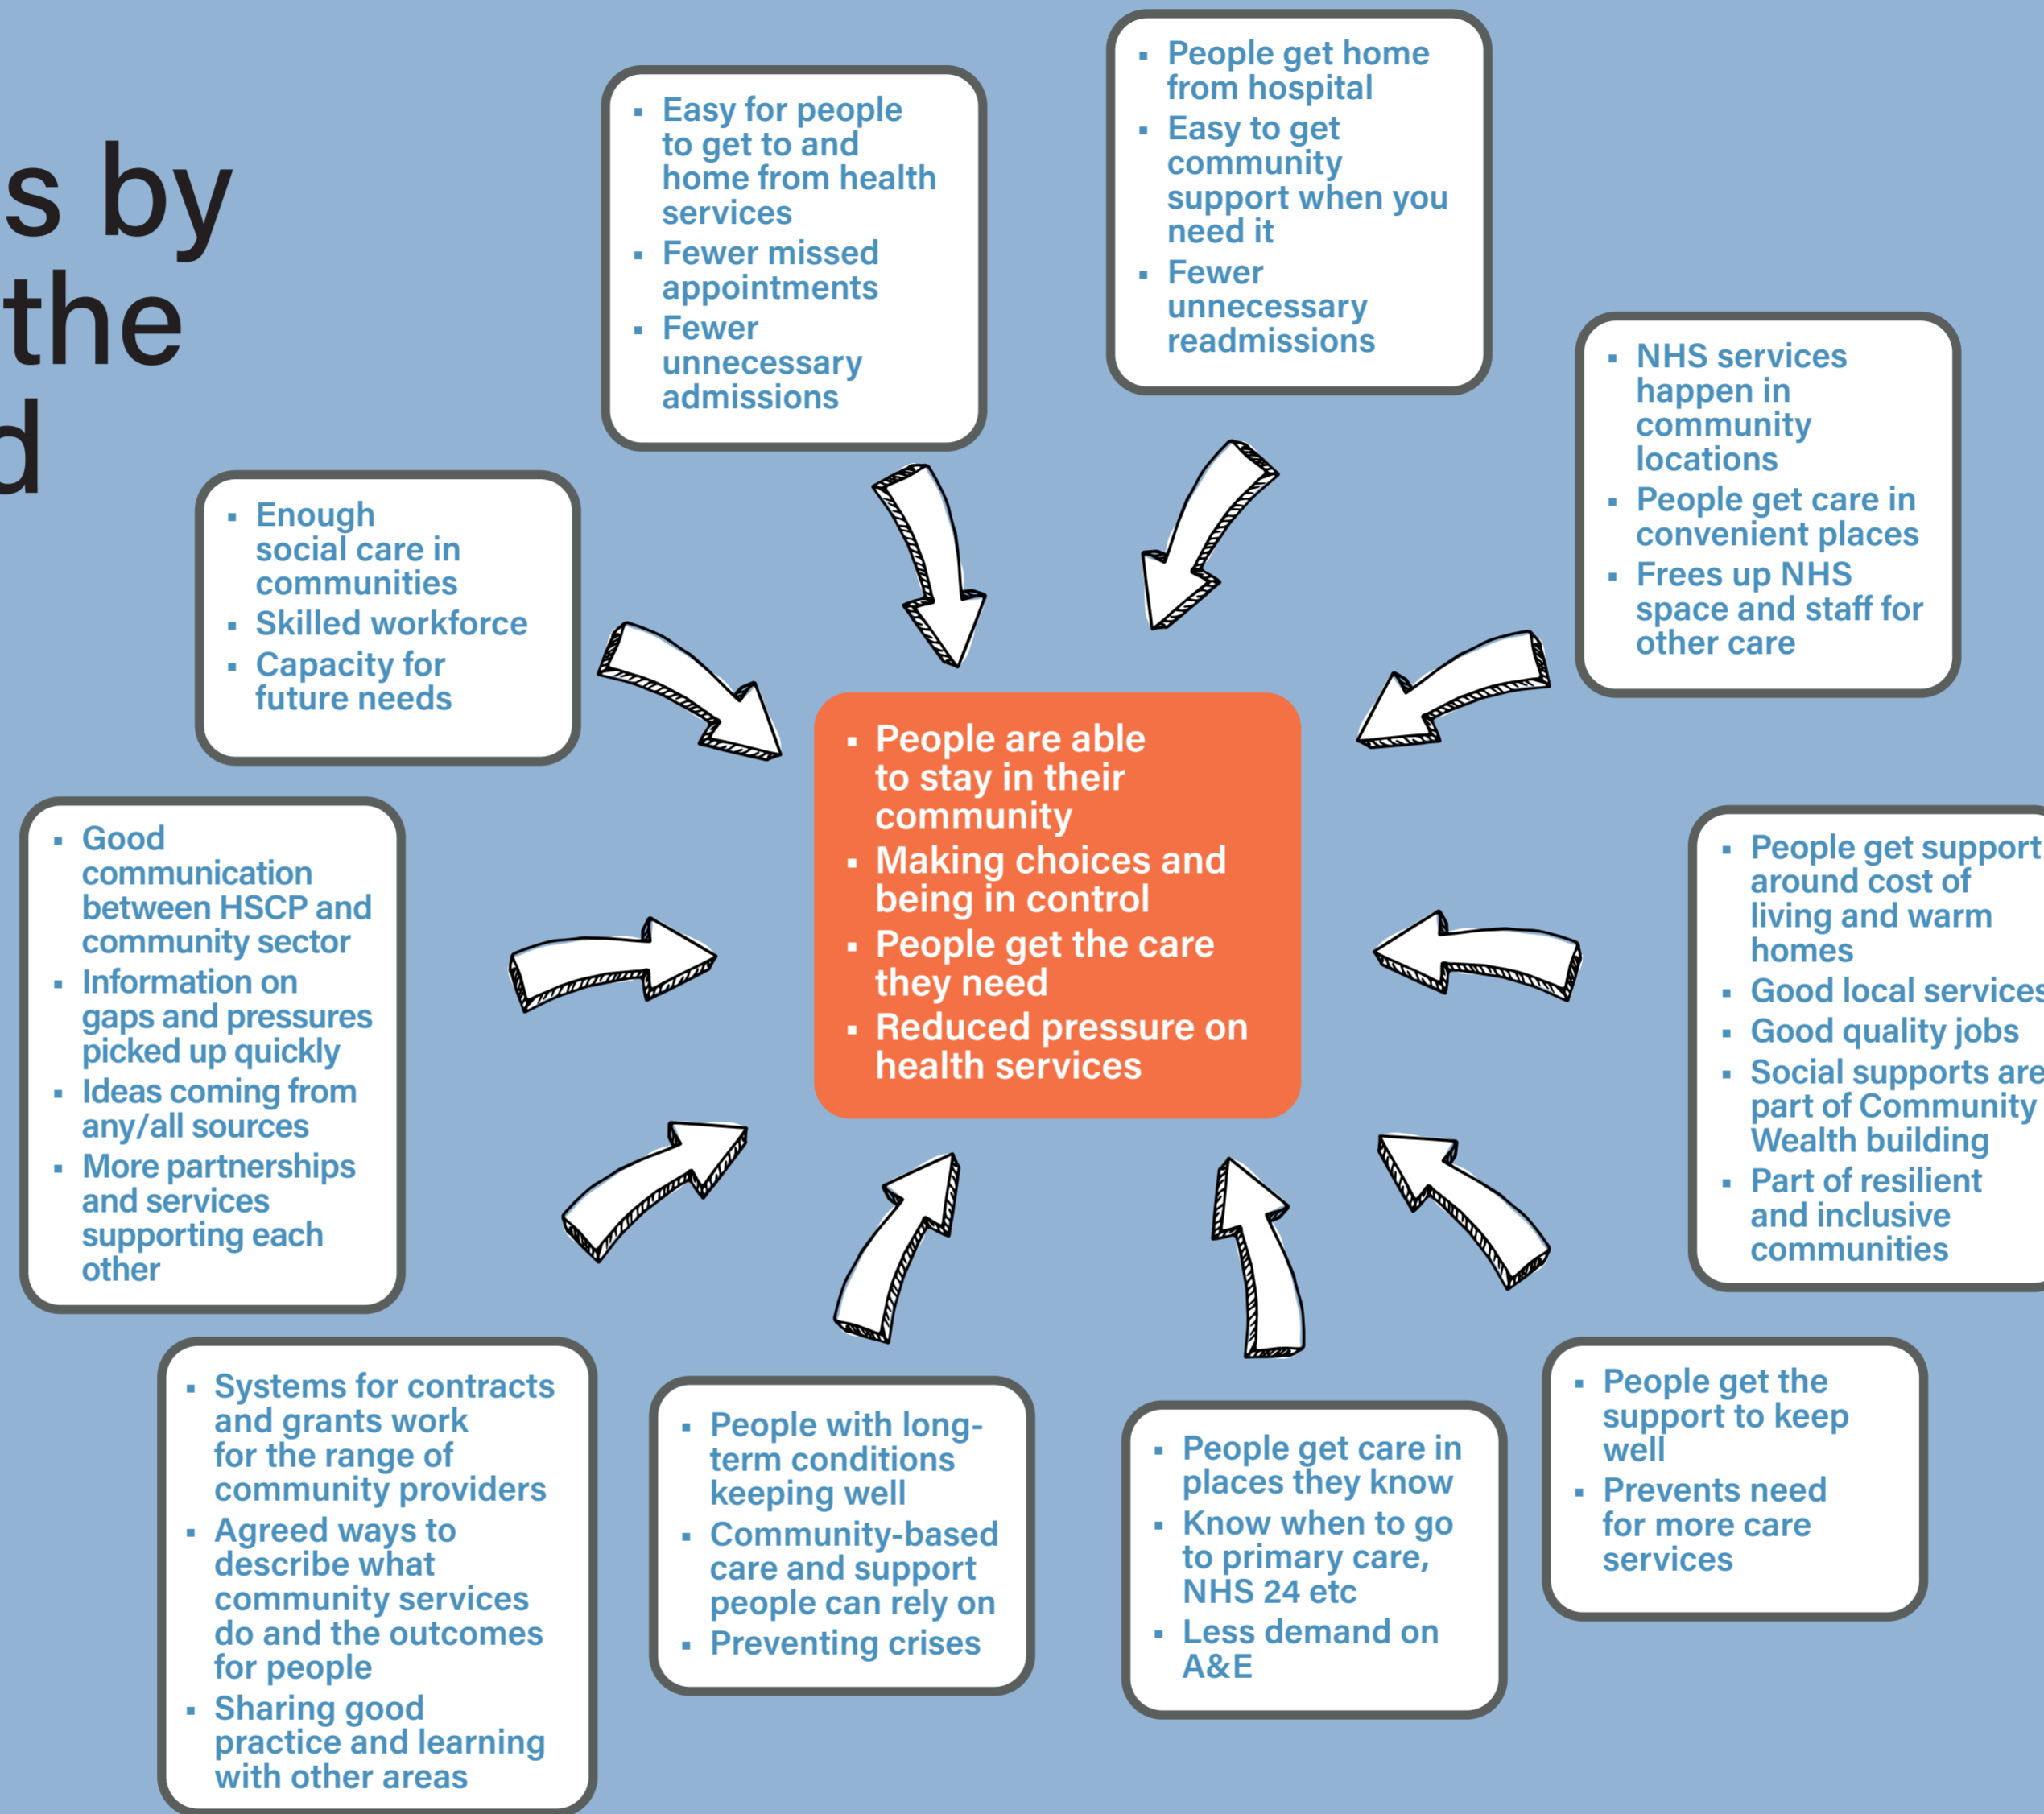 s by
the
d
▪ Easy for people
to get to and
home from health
services
▪ Fewer missed
appointments
▪ Fewer
unnecessary
admissions
▪ People get home
from hospital
▪ Easy to get
community
support when you
need it
▪ Fewer
unnecessary
readmissions
▪ NHS services
happen in
community
locations
▪ People get care in
convenient places
▪ Frees up NHS
space and staff for
other care
▪ Enough
social care in
communities
▪ Skilled workforce
▪ Capacity for
future needs
▪ People are able
to stay in their
community
▪ Making choices and
being in control
▪ People get the care
they need
▪ Reduced pressure on
health services
▪ Good
communication
between HSCP and
community sector
▪ Information on
gaps and pressures
picked up quickly
▪ Ideas coming from
any/all sources
▪ More partnerships
and services
supporting each
other
▪ People get support
around cost of
living and warm
homes
▪ Good local services
▪ Good quality jobs
▪ Social supports are
part of Community
Wealth building
▪ Part of resilient
and inclusive
communities
▪ Systems for contracts
and grants work
for the range of
community providers
▪ Agreed ways to
describe what
community services
do and the outcomes
for people
▪ Sharing good
practice and learning
with other areas
▪ People with long-
term conditions
keeping well
▪ Community-based
care and support
people can rely on
▪ Preventing crises
▪ People get care in
places they know
▪ Know when to go
to primary care,
NHS 24 etc
▪ Less demand on
A&E
▪ People get the
support to keep
well
▪ Prevents need
for more care
services